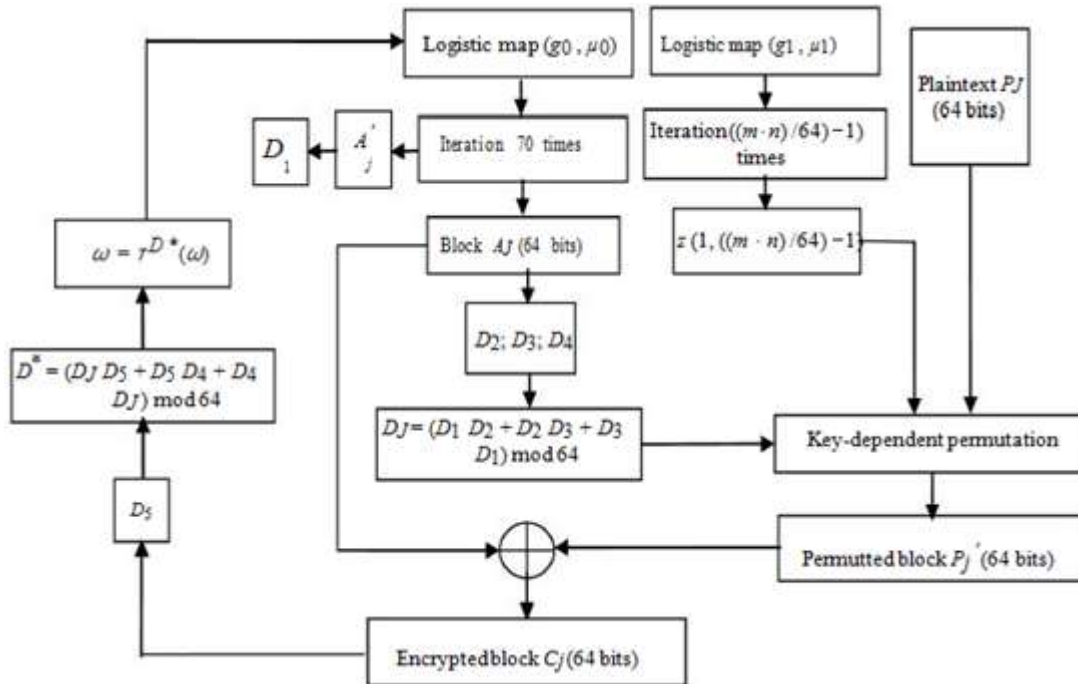 Logistic map (g0 , μ0)
Logistic map (g1 , μ1)
Plaintext PJ
(64 bits)
D1
A'j
Iteration 70 times
Iteration((m · n) /64) −1)
times
ω = τD *(ω)
Block AJ (64 bits)
z (1, ((m · n) /64) −1)
D2; D3; D4
D* = (DJ D5 + D5 D4 + D4
DJ) mod 64
DJ = (D1 D2 + D2 D3 + D3
D1) mod 64
Key-dependent permutation
D5
Permutted block Pj ' (64 bits)
Encryptedblock Cj (64 bits)